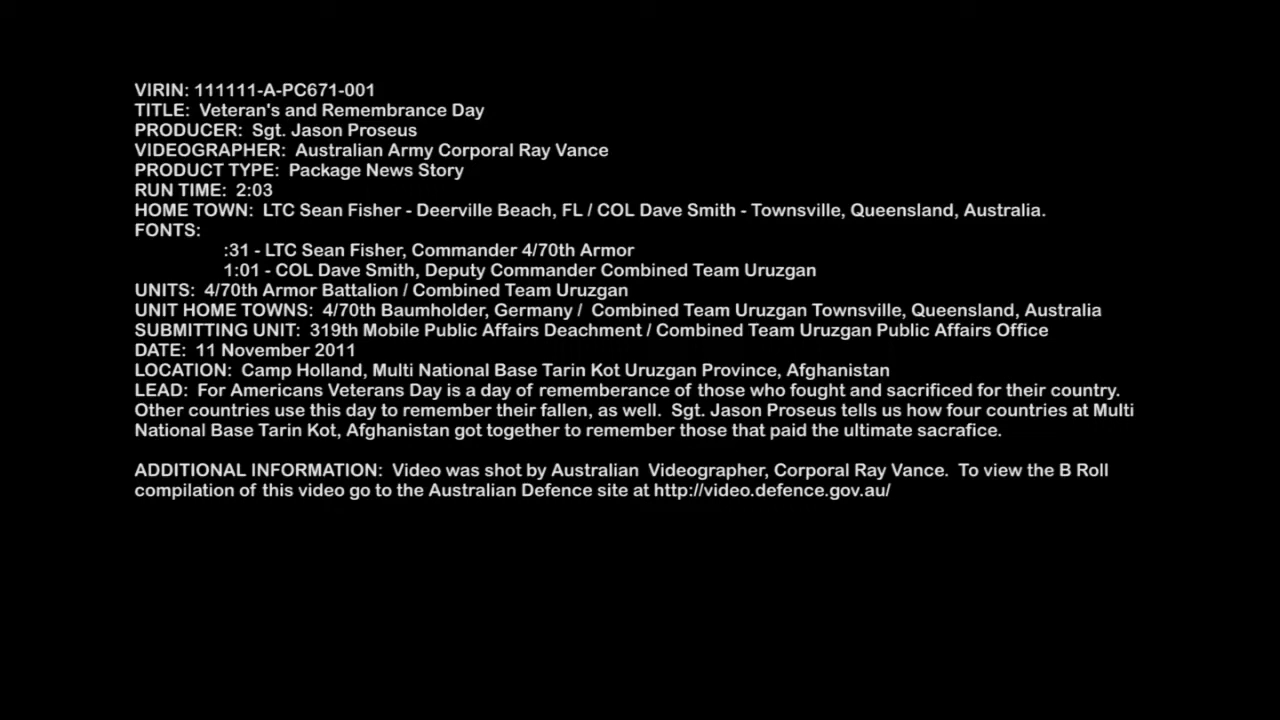 VIRIN: 111111-A-PC671-001
TITLE: Veteran's and Remembrance Day
PRODUCER: Sgt. Jason Proseus
VIDEOGRAPHER: Australian Army Corporal Ray Vance
PRODUCT TYPE: Package News Story
RUN TIME: 2:03
HOME TOWN: LTC Sean Fisher - Deerville Beach, FL / COL Dave Smith - Townsville, Queensland, Australia.
FONTS:
:31 - LTC Sean Fisher, Commander 4/70th Armor
1:01 - COL Dave Smith, Deputy Commander Combined Team Uruzgan
UNITS: 4/70th Armor Battalion / Combined Team Uruzgan
UNIT HOME TOWNS: 4/70th Baumholder, Germany / Combined Team Uruzgan Townsville, Queensland, Australia
SUBMITTING UNIT: 319th Mobile Public Affairs Deachment / Combined Team Uruzgan Public Affairs Office
DATE: 11 November 2011
LOCATION: Camp Holland, Multi National Base Tarin Kot Uruzgan Province, Afghanistan
LEAD: For Americans Veterans Day is a day of rememberance of those who fought and sacrificed for their country.
Other countries use this day to remember their fallen, as well. Sgt. Jason Proseus tells us how four countries at Multi
National Base Tarin Kot, Afghanistan got together to remember those that paid the ultimate sacrafice.
ADDITIONAL INFORMATION: Video was shot by Australian Videographer, Corporal Ray Vance. To view the B Roll
compilation of this video go to the Australian Defence site at http://video.defence.gov.au/